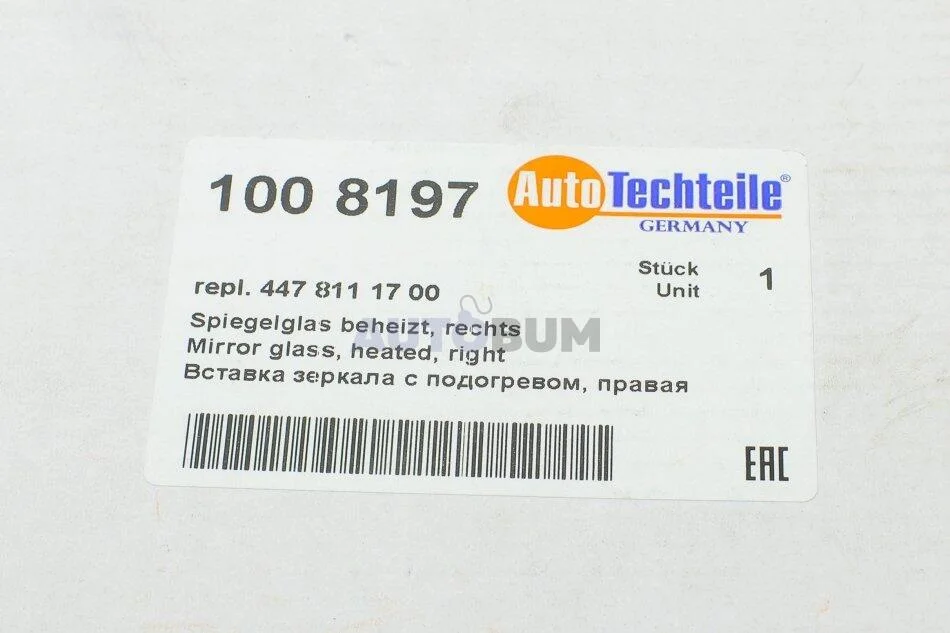 100 8197
AutoTechteile®
GERMANY
Stück
Unit
1
repl. 447 811 17 00
Spiegelglas beheizt, rechts
AUTOBUM
Mirror glass, heated, right
Вставка зеркала с подогревом, правая
EAC